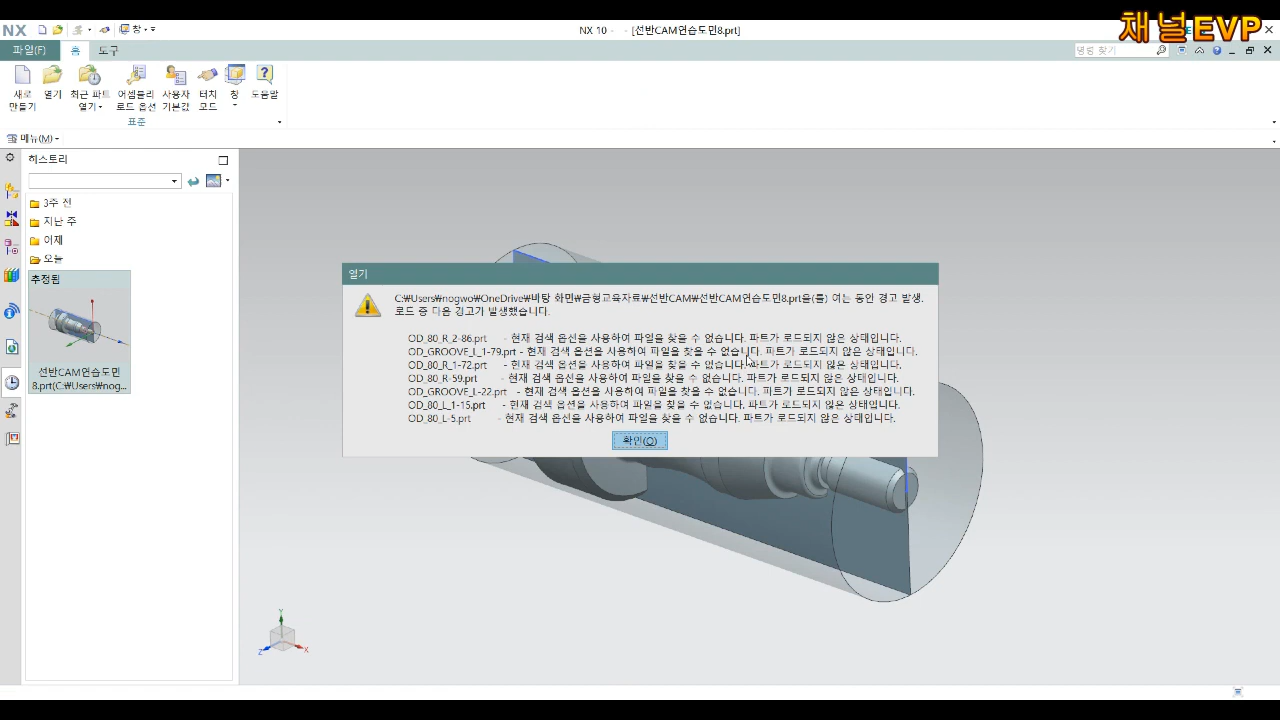 채널EVP
NX
창
NX 10 - - [선반CAM연습도면8.prt]
파일(F)
홈
도구
명령 찾기
새로 만들기
열기
최근 파트 열기
어셈블리 로드 옵션
사용자 기본값
터치 모드
창
도움말
표준
메뉴(M)
히스토리
3주 전
지난 주
어제
오늘
추정됨
선반CAM연습도면
8.prt(C:₩Users₩nog...
열기
C:₩Users₩nogwo₩OneDrive₩바탕 화면₩금형교육자료₩선반CAM₩선반CAM연습도면8.prt을(를) 여는 동안 경고 발생.
로드 중 다음 경고가 발생했습니다.
OD_80_R_2-86.prt - 현재 검색 옵션을 사용하여 파일을 찾을 수 없습니다. 파트가 로드되지 않은 상태입니다.
OD_GROOVE_L_1-79.prt - 현재 검색 옵션을 사용하여 파일을 찾을 수 없습니다. 파트가 로드되지 않은 상태입니다.
OD_80_R_1-72.prt - 현재 검색 옵션을 사용하여 파일을 찾을 수 없습니다. 파트가 로드되지 않은 상태입니다.
OD_80_R-59.prt - 현재 검색 옵션을 사용하여 파일을 찾을 수 없습니다. 파트가 로드되지 않은 상태입니다.
OD_GROOVE_L-22.prt - 현재 검색 옵션을 사용하여 파일을 찾을 수 없습니다. 파트가 로드되지 않은 상태입니다.
OD_80_L_1-15.prt - 현재 검색 옵션을 사용하여 파일을 찾을 수 없습니다. 파트가 로드되지 않은 상태입니다.
OD_80_L-5.prt - 현재 검색 옵션을 사용하여 파일을 찾을 수 없습니다. 파트가 로드되지 않은 상태입니다.
확인(O)
Y
Z
X